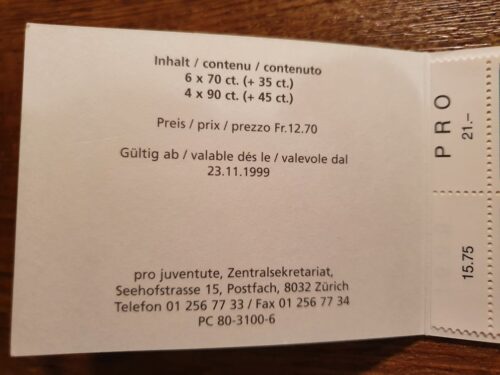 Inhalt / contenu / contenuto
6 x 70 ct. (+ 35 ct.)
4 x 90 ct. (+ 45 ct.)
Preis / prix / prezzo Fr.12.70
Gültig ab / valable dés le / valevole dal
23.11.1999
pro juventute, Zentralsekretariat,
Seehofstrasse 15, Postfach, 8032 Zürich
Telefon 01 256 77 33 / Fax 01 256 77 34
PC 80-3100-6
PRO
21.–
15.75